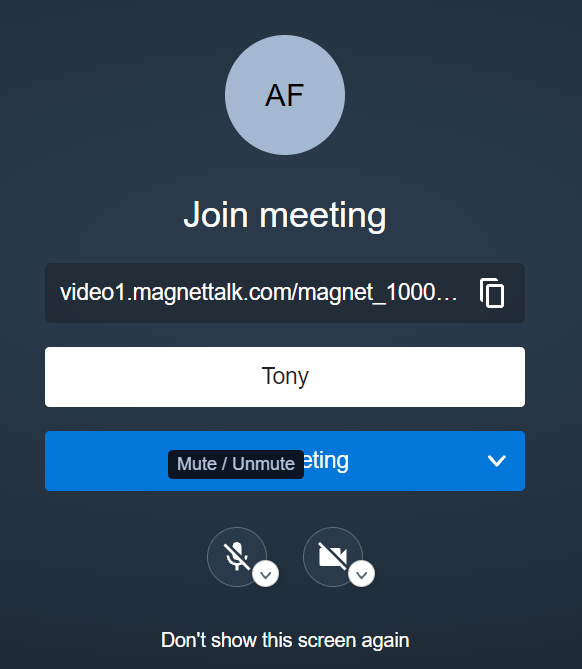 AF
Join meeting
video1.magnettalk.com/magnet_1000…
Tony
Mute / Unmute
eting
Don't show this screen again